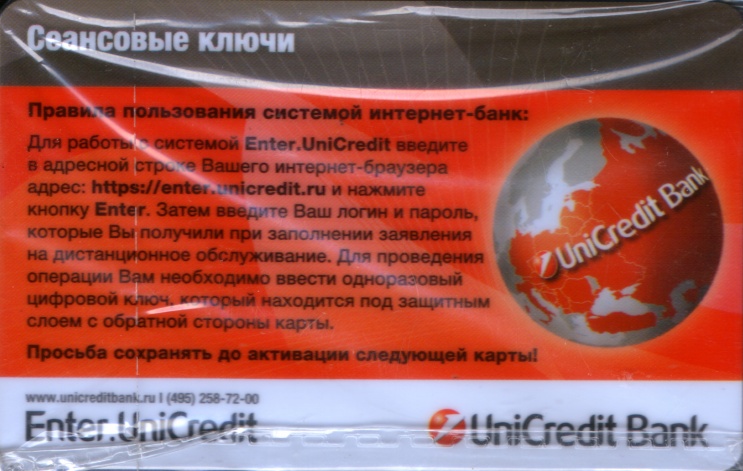 Сеансовые ключи
Правила пользования системой интернет-банк:
Для работы с системой Enter.UniCredit введите
в адресной строке Вашего интернет-браузера
адрес: https://enter.unicredit.ru и нажмите
кнопку Enter. Затем введите Ваш логин и пароль,
которые Вы получили при заполнении заявления
на дистанционное обслуживание. Для проведения
операции Вам необходимо ввести одноразовый
цифровой ключ, который находится под защитным
слоем с обратной стороны карты.
Просьба сохранять до активации следующей карты!
UniCredit Bank
www.unicreditbank.ru I (495) 258-72-00
Enter.UniCredit
UniCredit Bank